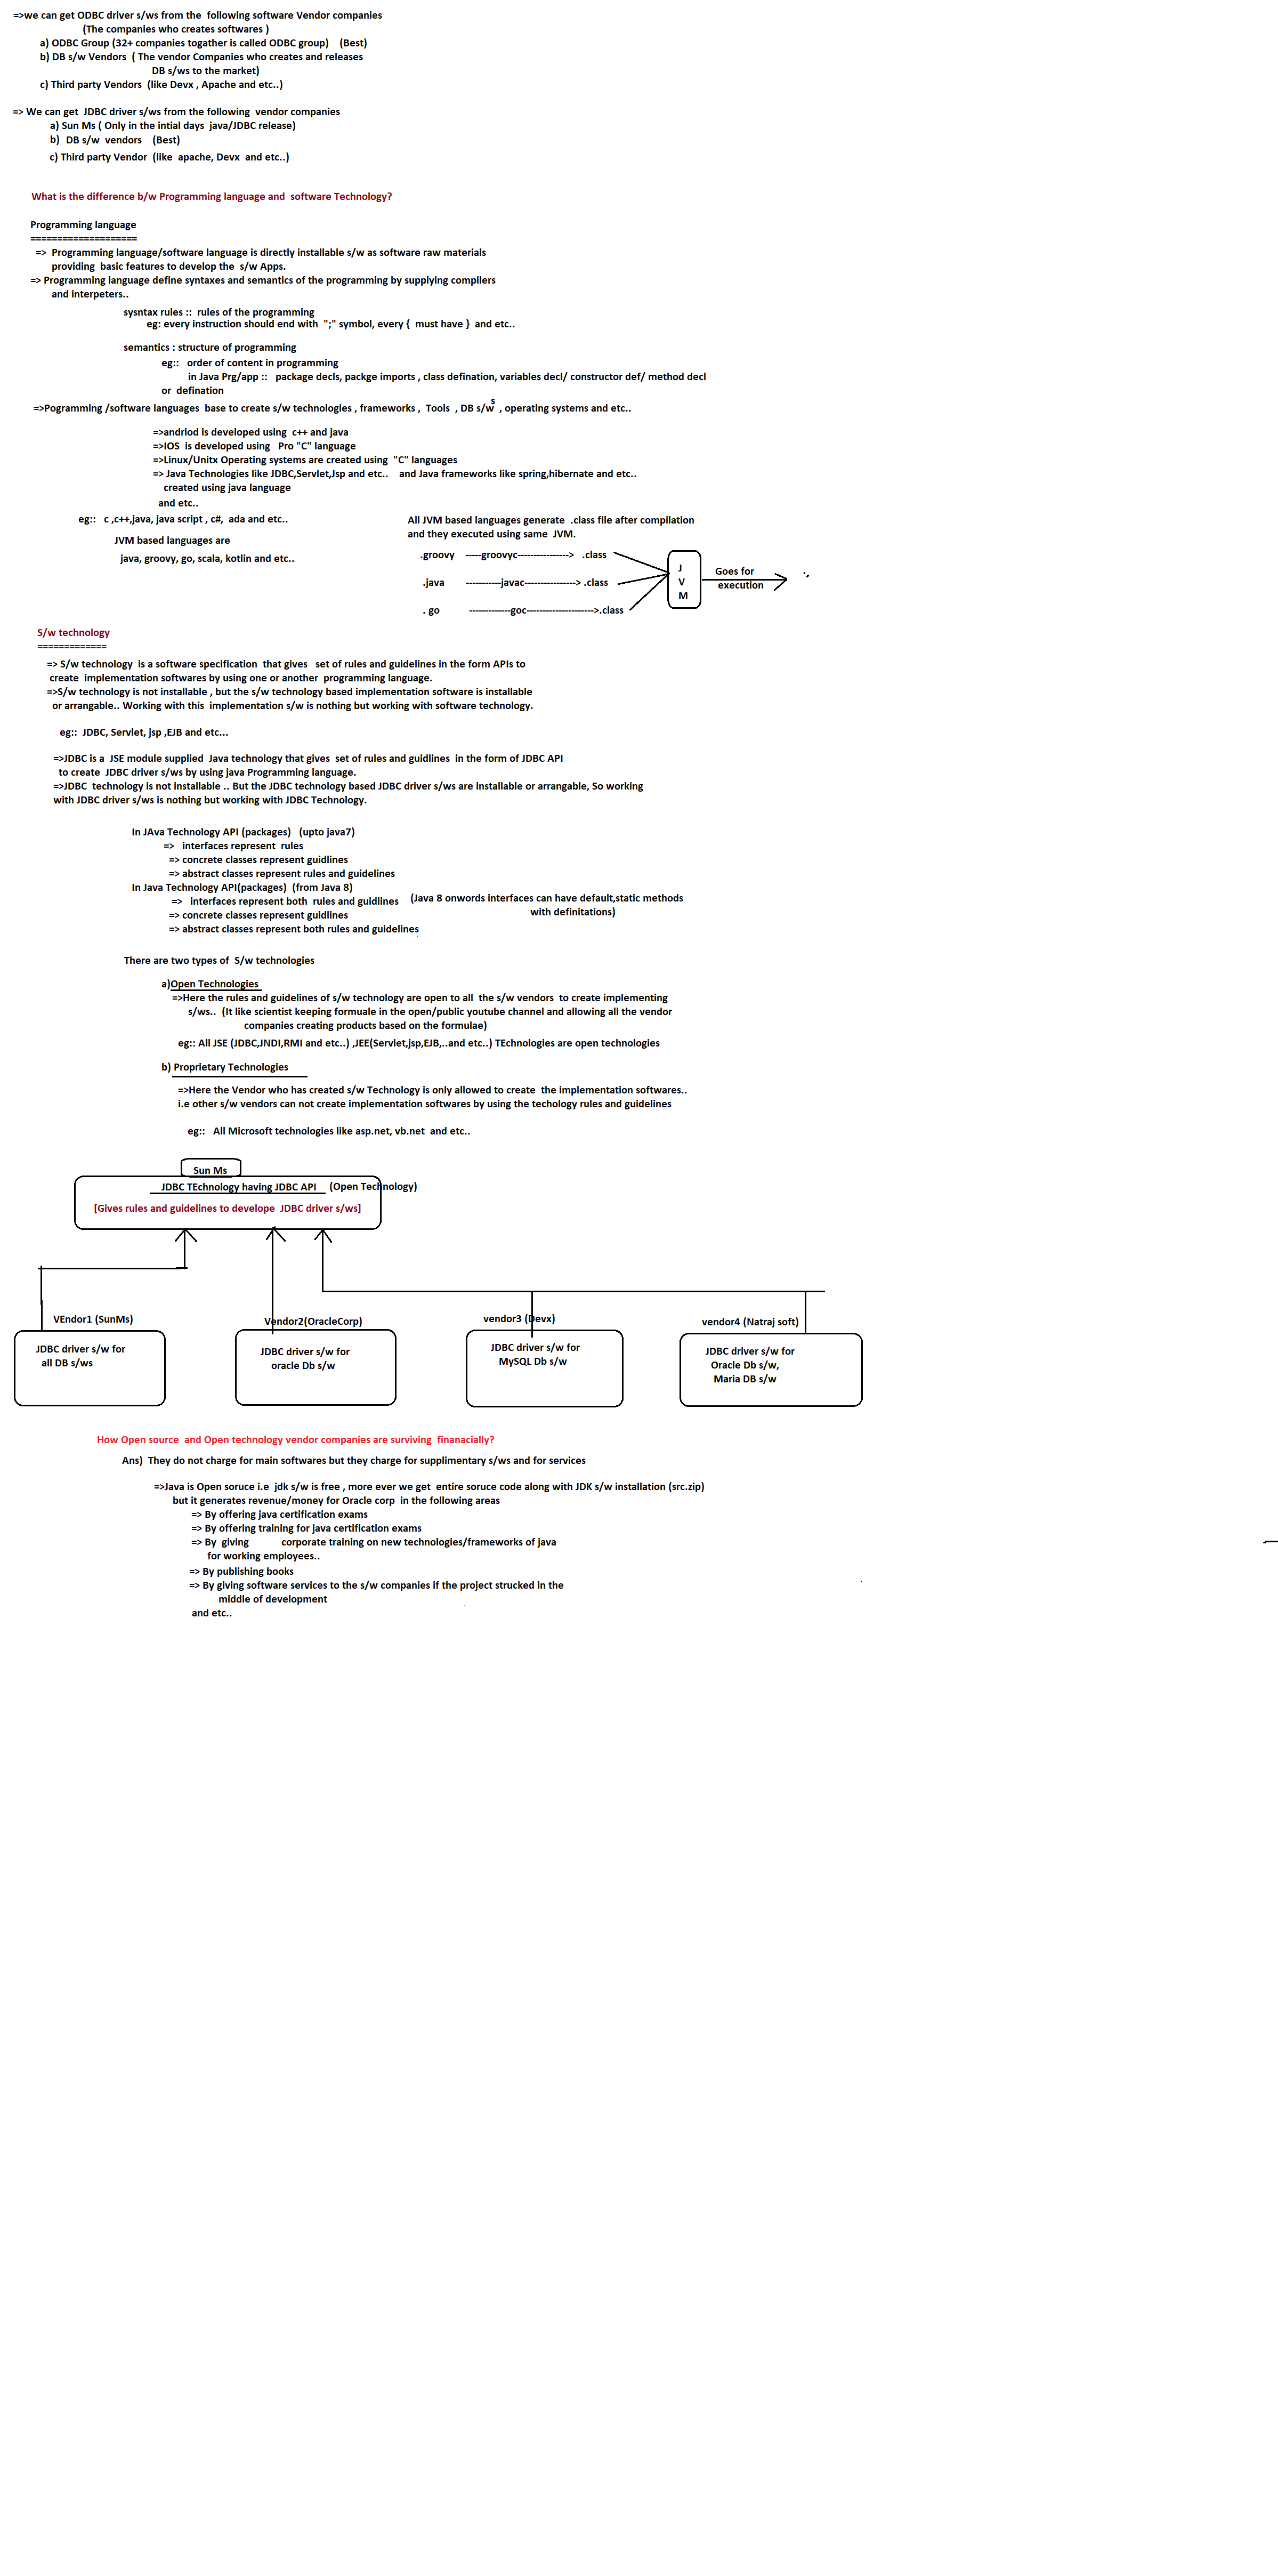 =>we can get ODBC driver s/ws from the  following software Vendor companies
(The companies who creates softwares )
a) ODBC Group (32+ companies togather is called ODBC group)    (Best)
b) DB s/w Vendors  ( The vendor Companies who creates and releases
DB s/ws to the market)
c) Third party Vendors  (like Devx , Apache and etc..)
=> We can get  JDBC driver s/ws from the following  vendor companies
a) Sun Ms ( Only in the intial days  java/JDBC release)
b)  DB s/w  vendors    (Best)
c) Third party Vendor  (like  apache, Devx  and etc..)
What is the difference b/w Programming language and  software Technology?
Programming language
====================
=>  Programming language/software language is directly installable s/w as software raw materials
providing  basic features to develop the  s/w Apps.
=> Programming language define syntaxes and semantics of the programming by supplying compilers
and interpeters..
sysntax rules ::  rules of the programming
eg: every instruction should end with  ";" symbol, every {  must have }  and etc..
semantics : structure of programming
eg::   order of content in programming
in Java Prg/app ::   package decls, packge imports , class defination, variables decl/ constructor def/ method decl
or  defination
=>Pogramming /software languages  base to create s/w technologies , frameworks ,  Tools  , DB s/ws  , operating systems and etc..
=>andriod is developed using  c++ and java
=>IOS  is developed using   Pro "C" language
=>Linux/Unitx Operating systems are created using  "C" languages
=> Java Technologies like JDBC,Servlet,Jsp and etc..    and Java frameworks like spring,hibernate and etc..
created using java language
and etc..
eg::   c ,c++,java, java script , c#,  ada and etc..
JVM based languages are
java, groovy, go, scala, kotlin and etc..
All JVM based languages generate  .class file after compilation
and they executed using same  JVM.
.groovy    -----groovyc---------------->   .class
.java        -----------javac----------------> .class
. go           -------------goc--------------------->.class
J
V
M
Goes for
execution
S/w technology
=============
=> S/w technology  is a software specification  that gives   set of rules and guidelines in the form APIs to
create  implementation softwares by using one or another  programming language.
=>S/w technology is not installable , but the s/w technology based implementation software is installable
or arrangable.. Working with this  implementation s/w is nothing but working with software technology.
eg::  JDBC, Servlet, jsp ,EJB and etc...
=>JDBC is a  JSE module supplied  Java technology that gives  set of rules and guidlines  in the form of JDBC API
to create  JDBC driver s/ws by using java Programming language.
=>JDBC  technology is not installable .. But the JDBC technology based JDBC driver s/ws are installable or arrangable, So working
with JDBC driver s/ws is nothing but working with JDBC Technology.
In JAva Technology API (packages)   (upto java7)
=>   interfaces represent  rules
=> concrete classes represent guidlines
=> abstract classes represent rules and guidelines
In Java Technology API(packages)  (from Java 8)
=>   interfaces represent both  rules and guidlines    (Java 8 onwords interfaces can have default,static methods
with definitations)
=> concrete classes represent guidlines
=> abstract classes represent both rules and guidelines
There are two types of  S/w technologies
a)Open Technologies
=>Here the rules and guidelines of s/w technology are open to all  the s/w vendors  to create implementing
s/ws..  (It like scientist keeping formuale in the open/public youtube channel and allowing all the vendor
companies creating products based on the formulae)
eg:: All JSE (JDBC,JNDI,RMI and etc..) ,JEE(Servlet,jsp,EJB,..and etc..) TEchnologies are open technologies
b) Proprietary Technologies
=>Here the Vendor who has created s/w Technology is only allowed to create  the implementation softwares..
i.e other s/w vendors can not create implementation softwares by using the techology rules and guidelines
eg::   All Microsoft technologies like asp.net, vb.net  and etc..
Sun Ms
JDBC TEchnology having JDBC API    (Open Technology)
[Gives rules and guidelines to develope  JDBC driver s/ws]
VEndor1 (SunMs)
JDBC driver s/w for
all DB s/ws
Vendor2(OracleCorp)
JDBC driver s/w for
oracle Db s/w
vendor3 (Devx)
JDBC driver s/w for
MySQL Db s/w
vendor4 (Natraj soft)
JDBC driver s/w for
Oracle Db s/w,
Maria DB s/w
How Open source  and Open technology vendor companies are surviving  finanacially?
Ans)  They do not charge for main softwares but they charge for supplimentary s/ws and for services
=>Java is Open soruce i.e  jdk s/w is free , more ever we get  entire soruce code along with JDK s/w installation (src.zip)
but it generates revenue/money for Oracle corp  in the following areas
=> By offering java certification exams
=> By offering training for java certification exams
=> By  giving            corporate training on new technologies/frameworks of java
for working employees..
=> By publishing books
=> By giving software services to the s/w companies if the project strucked in the
middle of development
and etc..